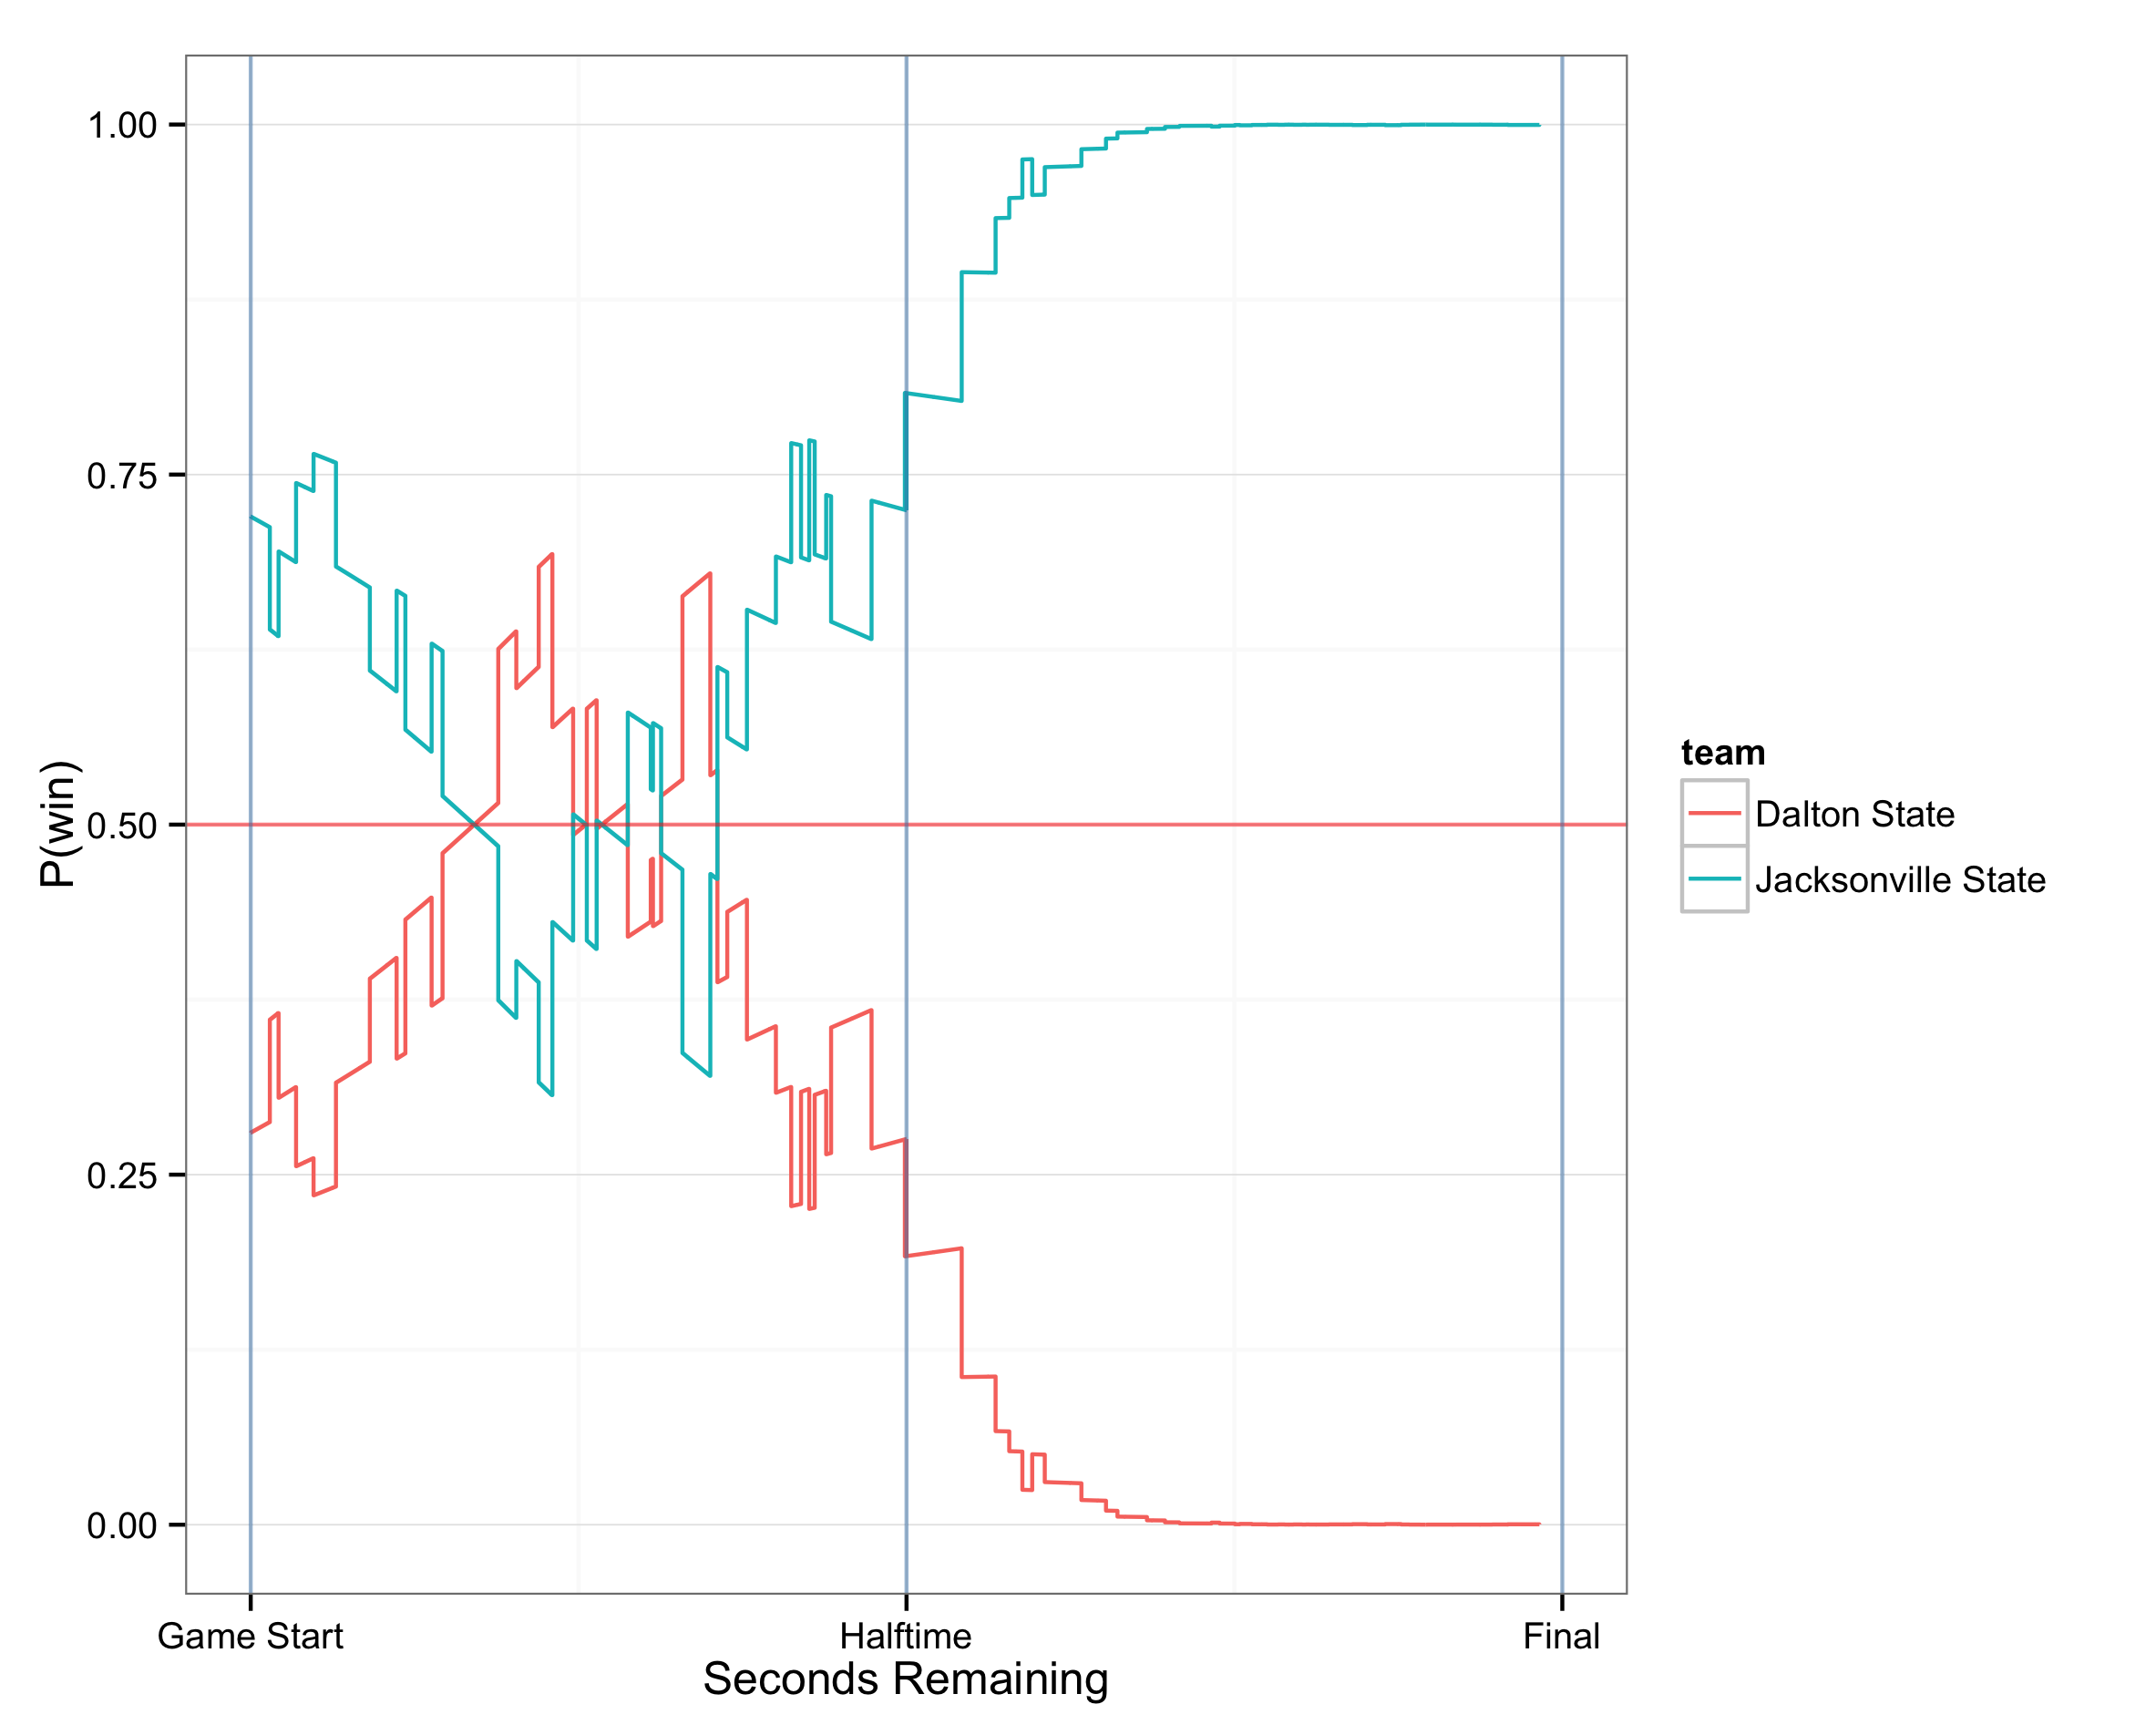 1.00
0.75
0.50
0.25
0.00
P(win)
Game Start
Halftime
Final
Seconds Remaining
team
Dalton State
Jacksonville State